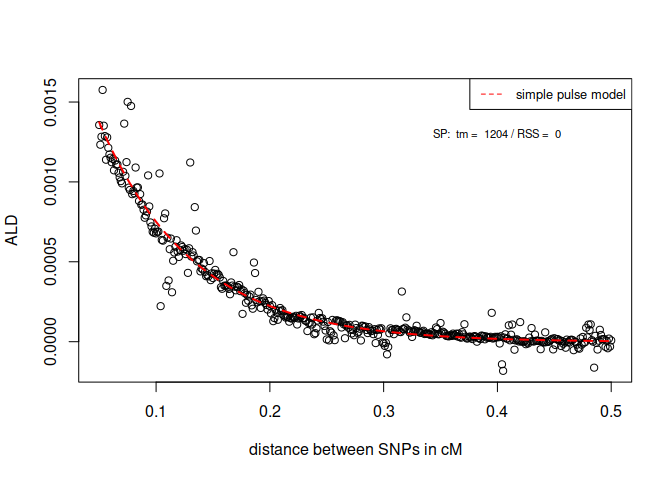 simple pulse model
SP: tm = 1204 / RSS = 0
ALD
0.0015
0.0010
0.0005
0.0000
0.1 0.2 0.3 0.4 0.5
distance between SNPs in cM